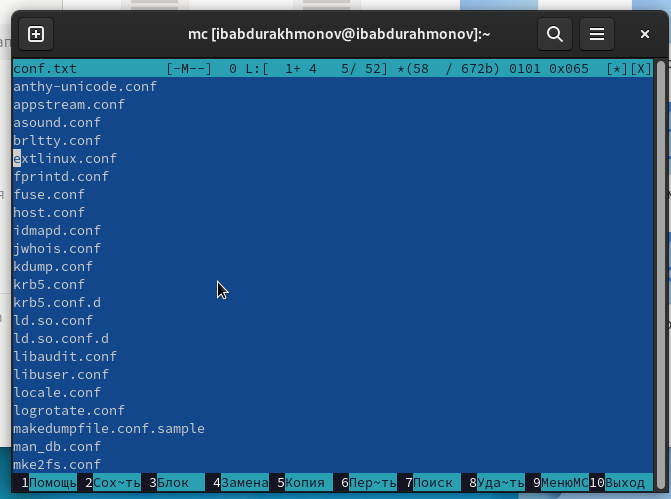 mc [ibabdurakhmonov@ibabdurahmonov]:~
conf.txt [-M--] 0 L:[ 1+ 4 5/ 52] *(58 / 672b) 0101 0x065 [*][X]
anthy-unicode.conf
appstream.conf
asound.conf
brltty.conf
extlinux.conf
fprintd.conf
fuse.conf
host.conf
idmapd.conf
jwhois.conf
kdump.conf
krb5.conf
krb5.conf.d
ld.so.conf
ld.so.conf.d
libaudit.conf
libuser.conf
locale.conf
logrotate.conf
makedumpfile.conf.sample
man_db.conf
mke2fs.conf
1Помощь 2Сох~ть 3Блок 4Замена 5Копия 6Пер~ть 7Поиск 8Уда~ть 9МенюMC 10Выход